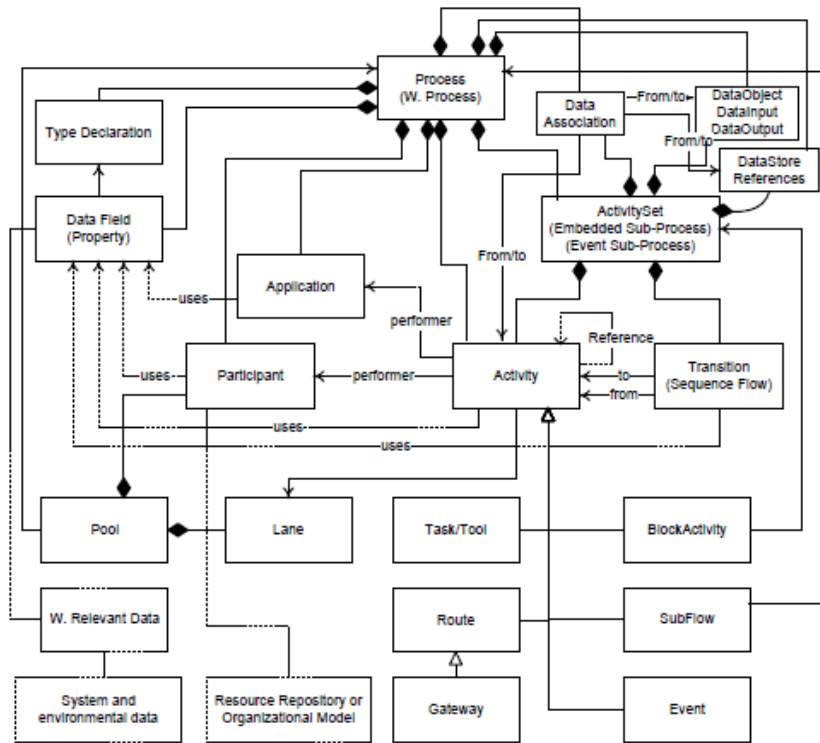 Process
(W. Process)
Data
Association
From/to
DataObject
DataInput
DataOutput
From/to
Type Declaration
DataStore
References
Data Field
(Property)
ActivitySet
(Embedded Sub-Process)
(Event Sub-Process)
From/to
Application
uses
performer
Reference
Participant
uses
performer
Activity
to
from
Transition
(Sequence Flow)
uses
uses
Pool
Lane
Task/Tool
BlockActivity
W. Relevant Data
Route
SubFlow
System and
environmental data
Resource Repository or
Organizational Model
Gateway
Event